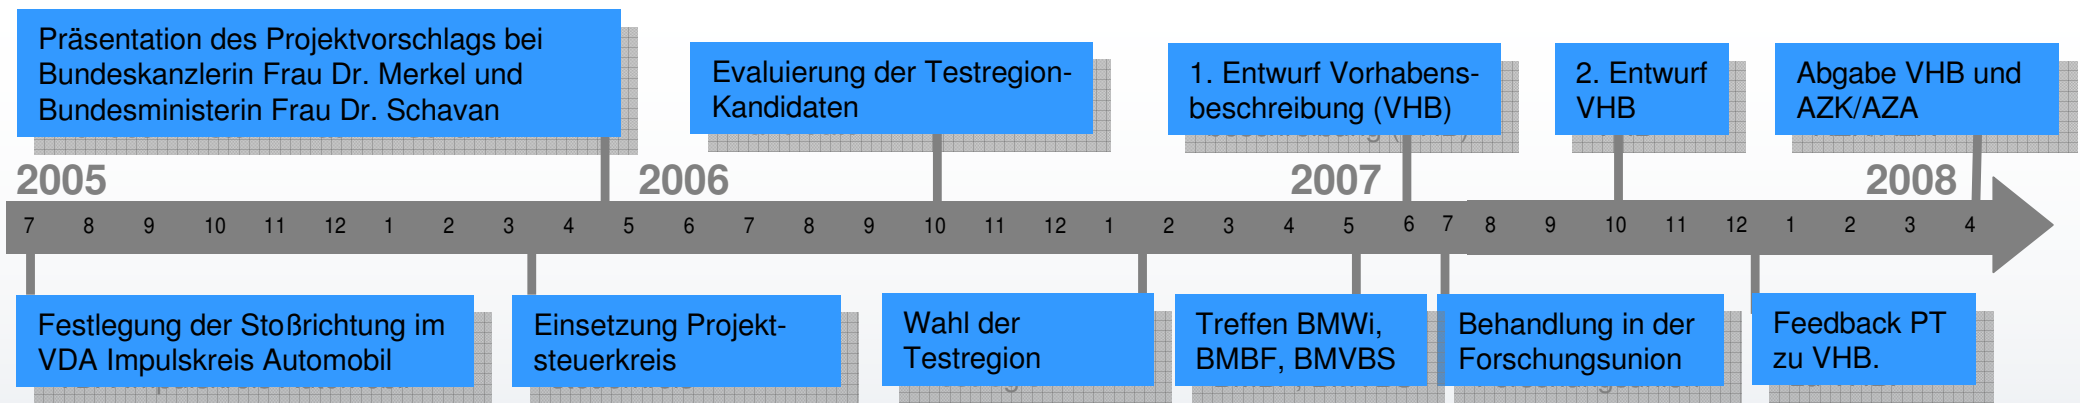 Präsentation des Projektvorschlags bei
Bundeskanzlerin Frau Dr. Merkel und
Bundesministerin Frau Dr. Schavan
Evaluierung der Testregion-
Kandidaten
1. Entwurf Vorhabens-
beschreibung (VHB)
2. Entwurf
VHB
Abgabe VHB und
AZK/AZA
2005 2006 2007 2008
7 8 9 10 11 12 1 2 3 4 5 6 7 8 9 10 11 12 1 2 3 4 5 6 7 8 9 10 11 12 1 2 3 4
Festlegung der Stoßrichtung im
VDA Impulskreis Automobil
Einsetzung Projekt-
steuerkreis
Wahl der
Testregion
Treffen BMWi,
BMBF, BMVBS
Behandlung in der
Forschungsunion
Feedback PT
zu VHB.